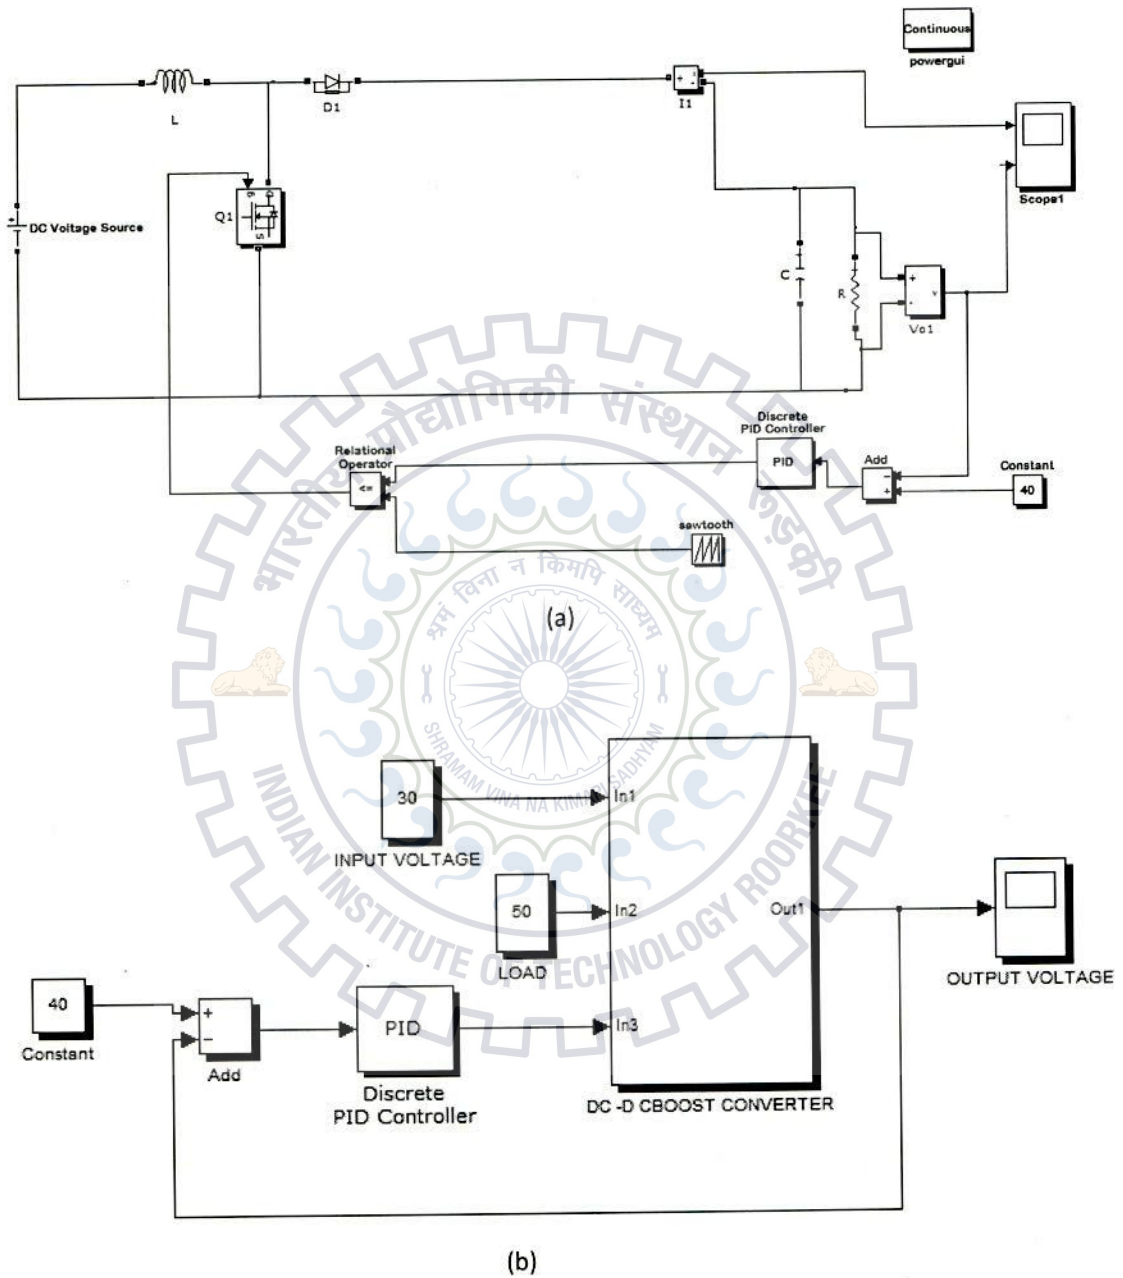 Continuous
powergui
L
D1
+
-
I1
Scope1
+
DC Voltage Source
Q1
g
D
S
C
+
R
+
+
-
v
Vo1
Discrete
PID Controller
PID
Add
-
+
Constant
40
Relational
Operator
<=
sawtooth
(a)
भारतीय प्रौद्योगिकी संस्थान रुड़की
श्रमं विना न किमपि साध्यम
SHRAMAM VINA NA KIMAPI SADHYAM
INDIAN INSTITUTE OF TECHNOLOGY ROORKEE
30
In1
INPUT VOLTAGE
50
In2
LOAD
Out1
OUTPUT VOLTAGE
40
Constant
+
-
Add
PID
In3
Discrete
PID Controller
DC -D CBOOST CONVERTER
(b)